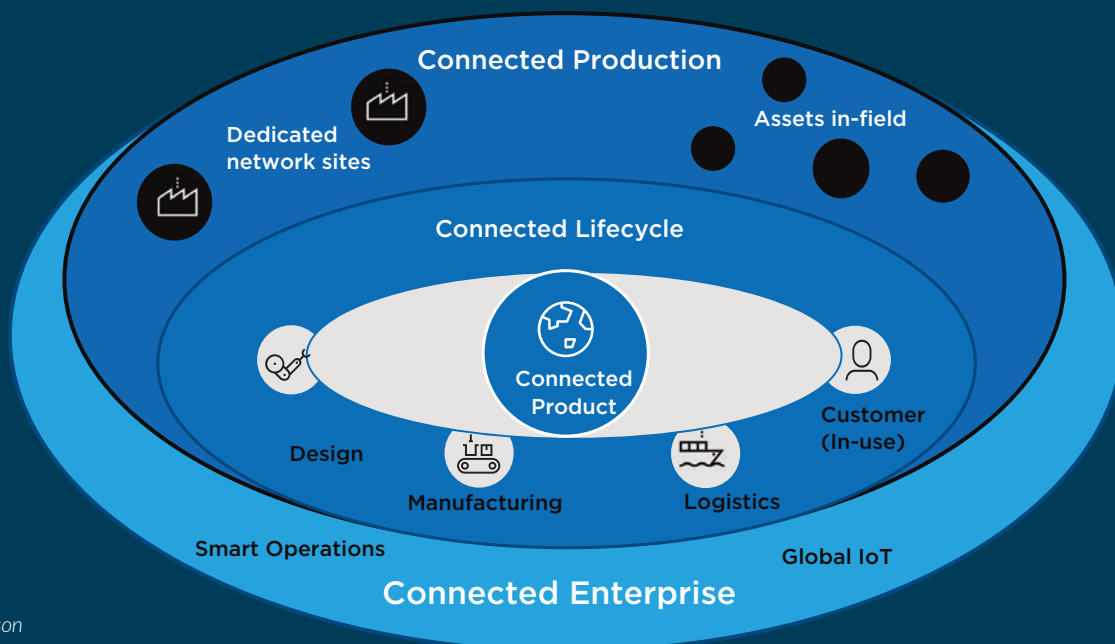 Connected Production
Dedicated
network sites
Assets in-field
Connected Lifecycle
Connected
Product
Customer
(In-use)
Design
Manufacturing
Logistics
Smart Operations
Global IoT
Connected Enterprise